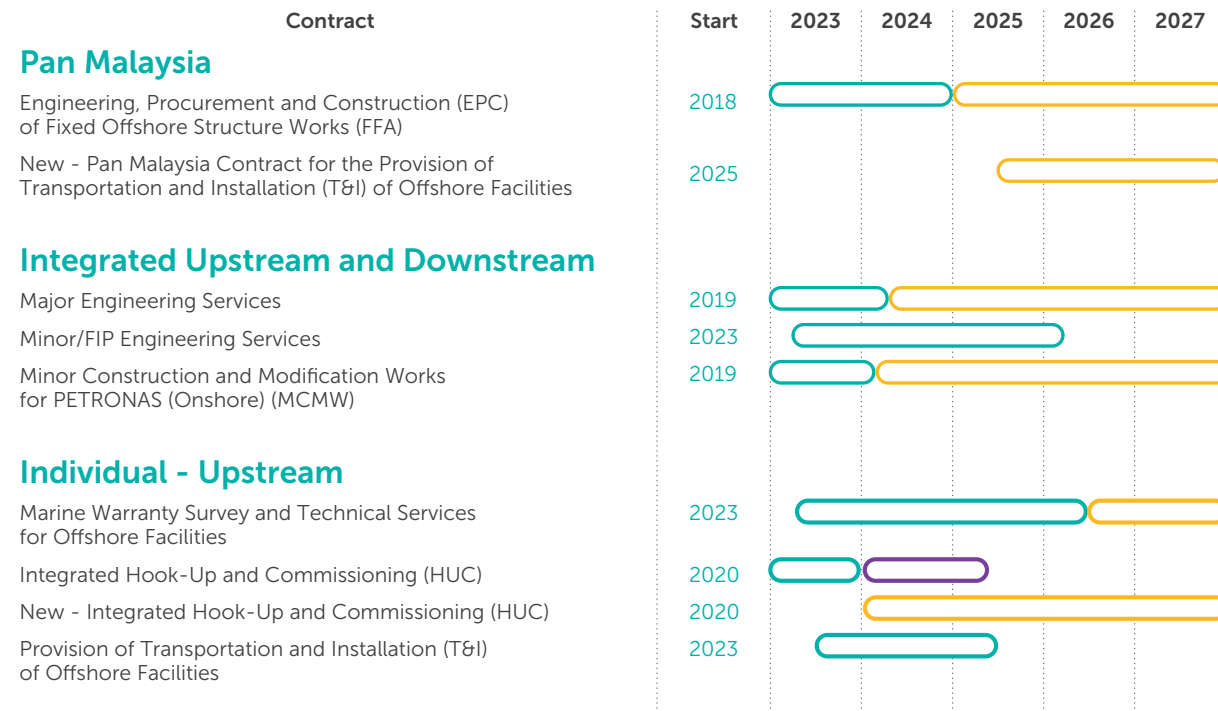 Contract Start 2023 2024 2025 2026 2027
Pan Malaysia
Engineering, Procurement and Construction (EPC)
of Fixed Offshore Structure Works (FFA)
2018
New - Pan Malaysia Contract for the Provision of
Transportation and Installation (T&I) of Offshore Facilities
2025
Integrated Upstream and Downstream
Major Engineering Services 2019
Minor/FIP Engineering Services 2023
Minor Construction and Modification Works
for PETRONAS (Onshore) (MCMW)
2019
Individual - Upstream
Marine Warranty Survey and Technical Services
for Offshore Facilities
2023
Integrated Hook-Up and Commissioning (HUC) 2020
New - Integrated Hook-Up and Commissioning (HUC) 2020
Provision of Transportation and Installation (T&I)
of Offshore Facilities
2023